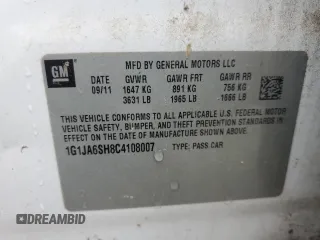 GM
MFD BY GENERAL MOTORS LLC
DATE GVWR GAWR FRT GAWR RR
09/11 1647 KG 891 KG 756 KG
3631 LB 1965 LB 1666 LB
THIS VEHICLE CONFORMS TO ALL APPLICABLE U.S. FEDERAL MOTOR
VEHICLE SAFETY, BUMPER, AND THEFT PREVENTION STANDARDS IN
EFFECT ON THE DATE OF MANUFACTURE SHOWN ABOVE.
1G1JA6SH8C4108007 TYPE: PASS CAR
DREAMBID